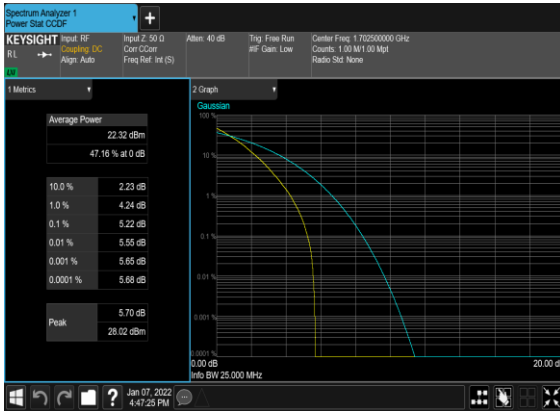 Spectrum Analyzer 1
Power Stat CCDF
KEYSIGHT
RL
LXI
Input: RF
Coupling: DC
Align: Auto
Input Z: 50 Ω
Corr CCorr
Freq Ref: Int (S)
Atten: 40 dB
Trig: Free Run
#IF Gain: Low
Center Freq: 1.702500000 GHz
Counts: 1.00 M/1.00 Mpt
Radio Std: None
1 Metrics
Average Power
22.32 dBm
47.16 % at 0 dB
10.0 % 2.23 dB
1.0 % 4.24 dB
0.1 % 5.22 dB
0.01 % 5.55 dB
0.001 % 5.65 dB
0.0001 % 5.68 dB
Peak
5.70 dB
28.02 dBm
2 Graph
Gaussian
100 %
10 %
1 %
0.1 %
0.01 %
0.001 %
0.0001 %
0.00 dB
20.00 d
Info BW 25.000 MHz
Jan 07, 2022
4:47:25 PM